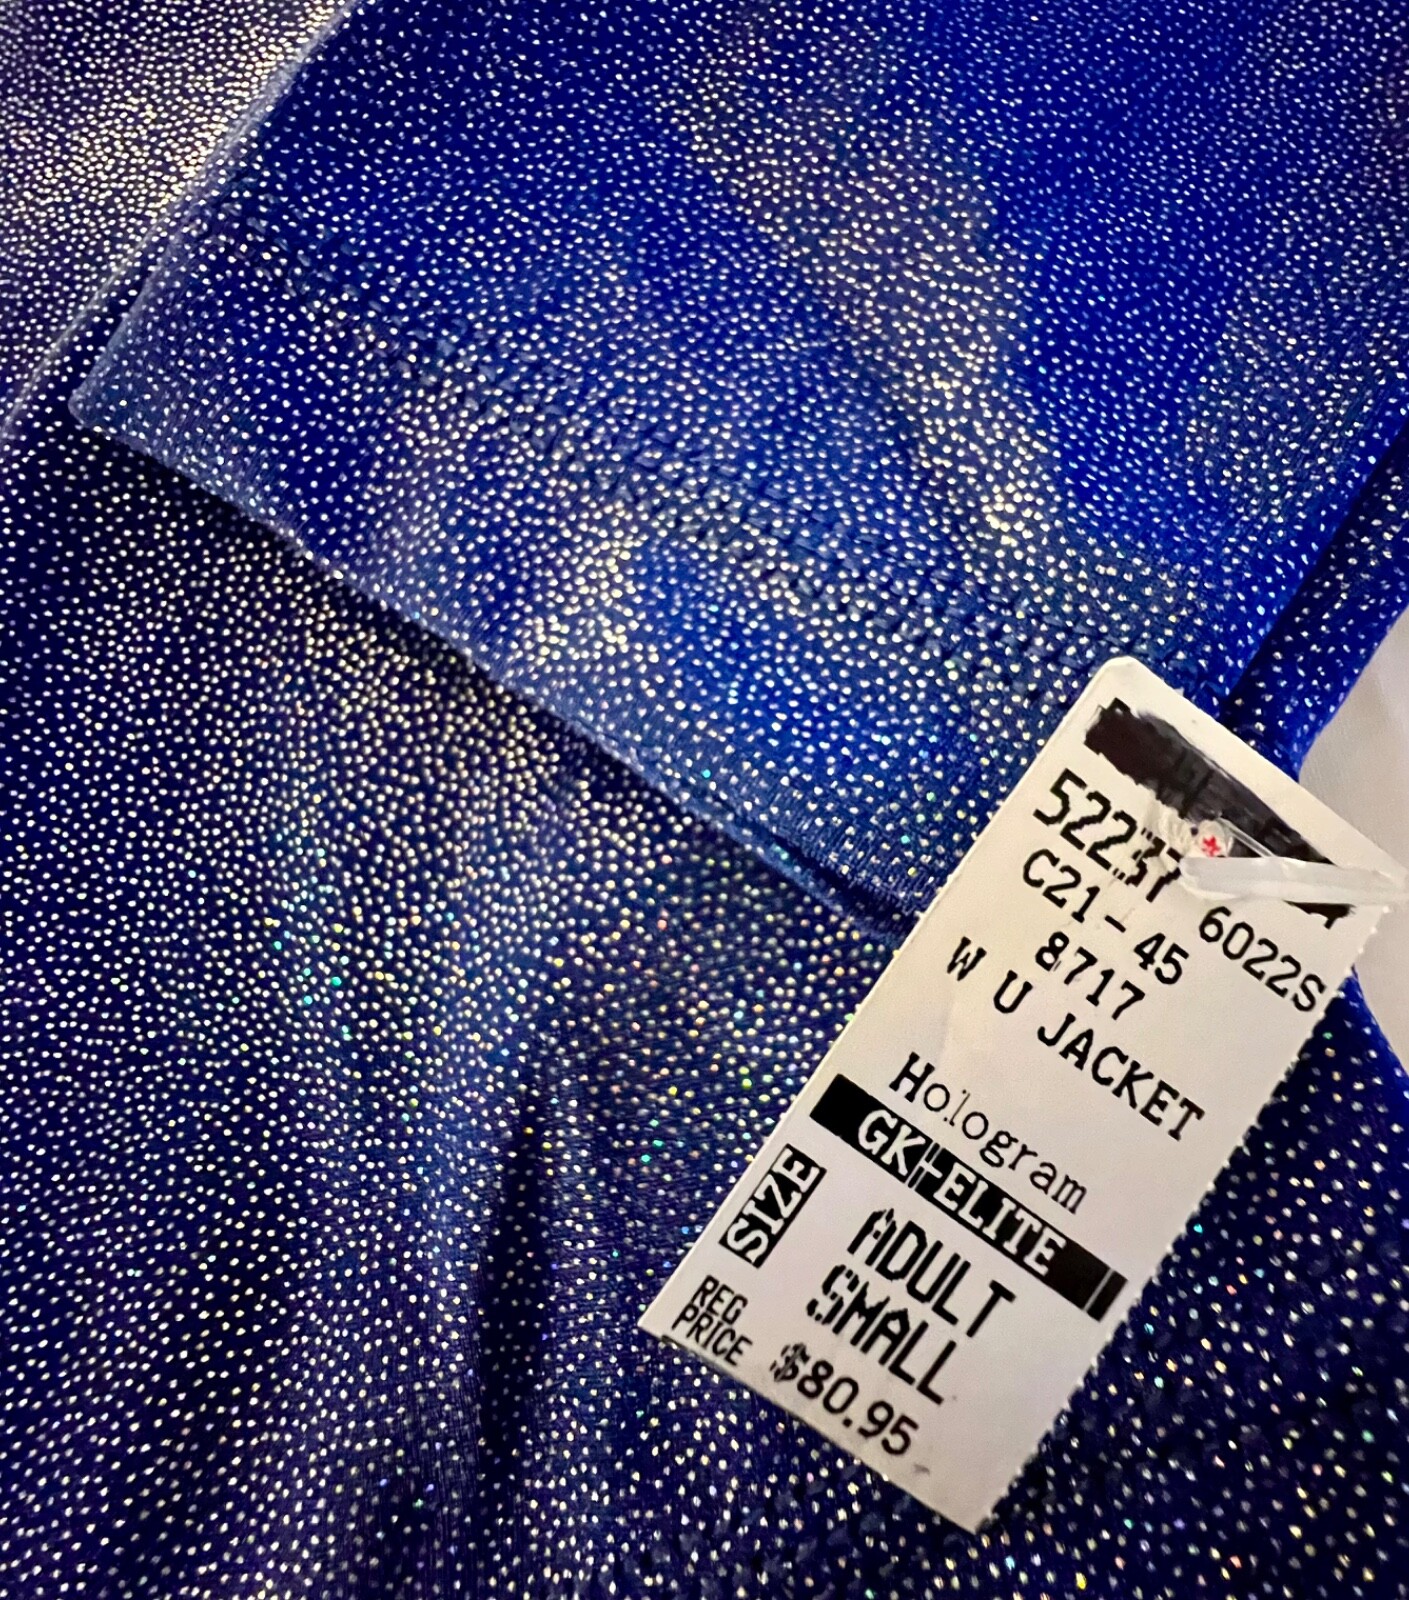 52237 6022S
C21-45
8717
W U JACKET
Hologram
GK-ELITE
SIZE
ADULT
SMALL
REG
PRICE $80.95